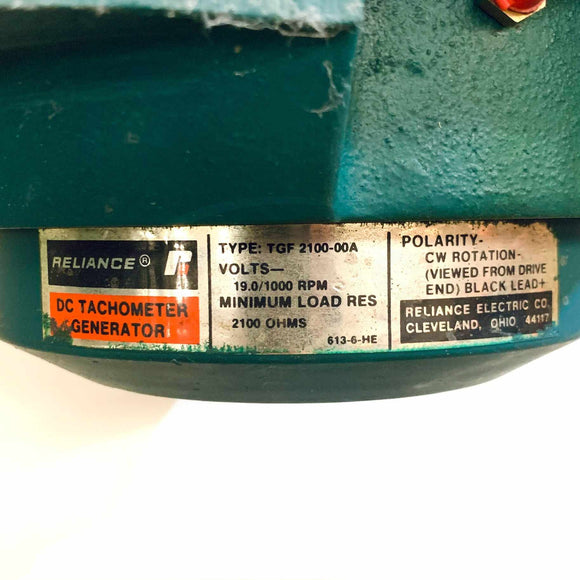 RELIANCE ®
DC TACHOMETER
GENERATOR
TYPE: TGF 2100-00A
VOLTS—
19.0/1000 RPM
MINIMUM LOAD RES
2100 OHMS
613-6-HE
POLARITY-
CW ROTATION-
(VIEWED FROM DRIVE
END) BLACK LEAD+
RELIANCE ELECTRIC CO.
CLEVELAND, OHIO 44117